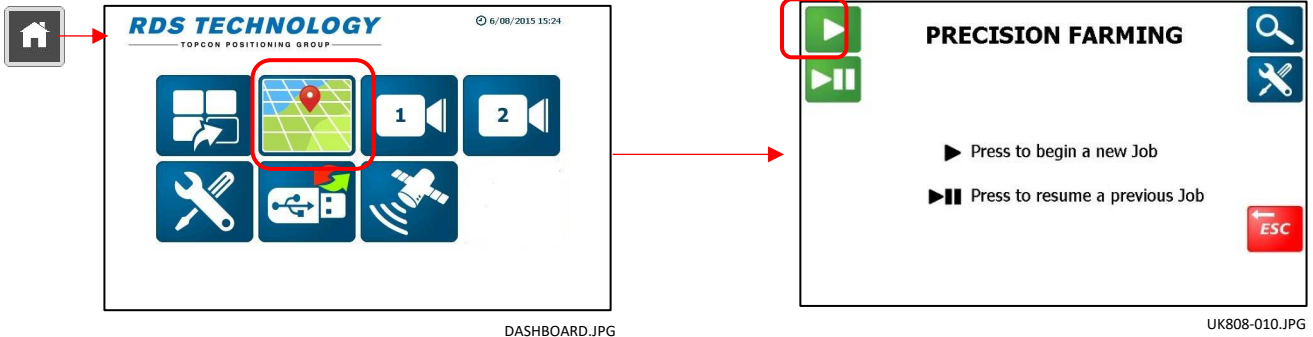 RDS TECHNOLOGY
TOPCON POSITIONING GROUP
6/08/2015 15:24
1
2
DASHBOARD.JPG
PRECISION FARMING
Press to begin a new Job
Press to resume a previous Job
ESC
UK808-010.JPG